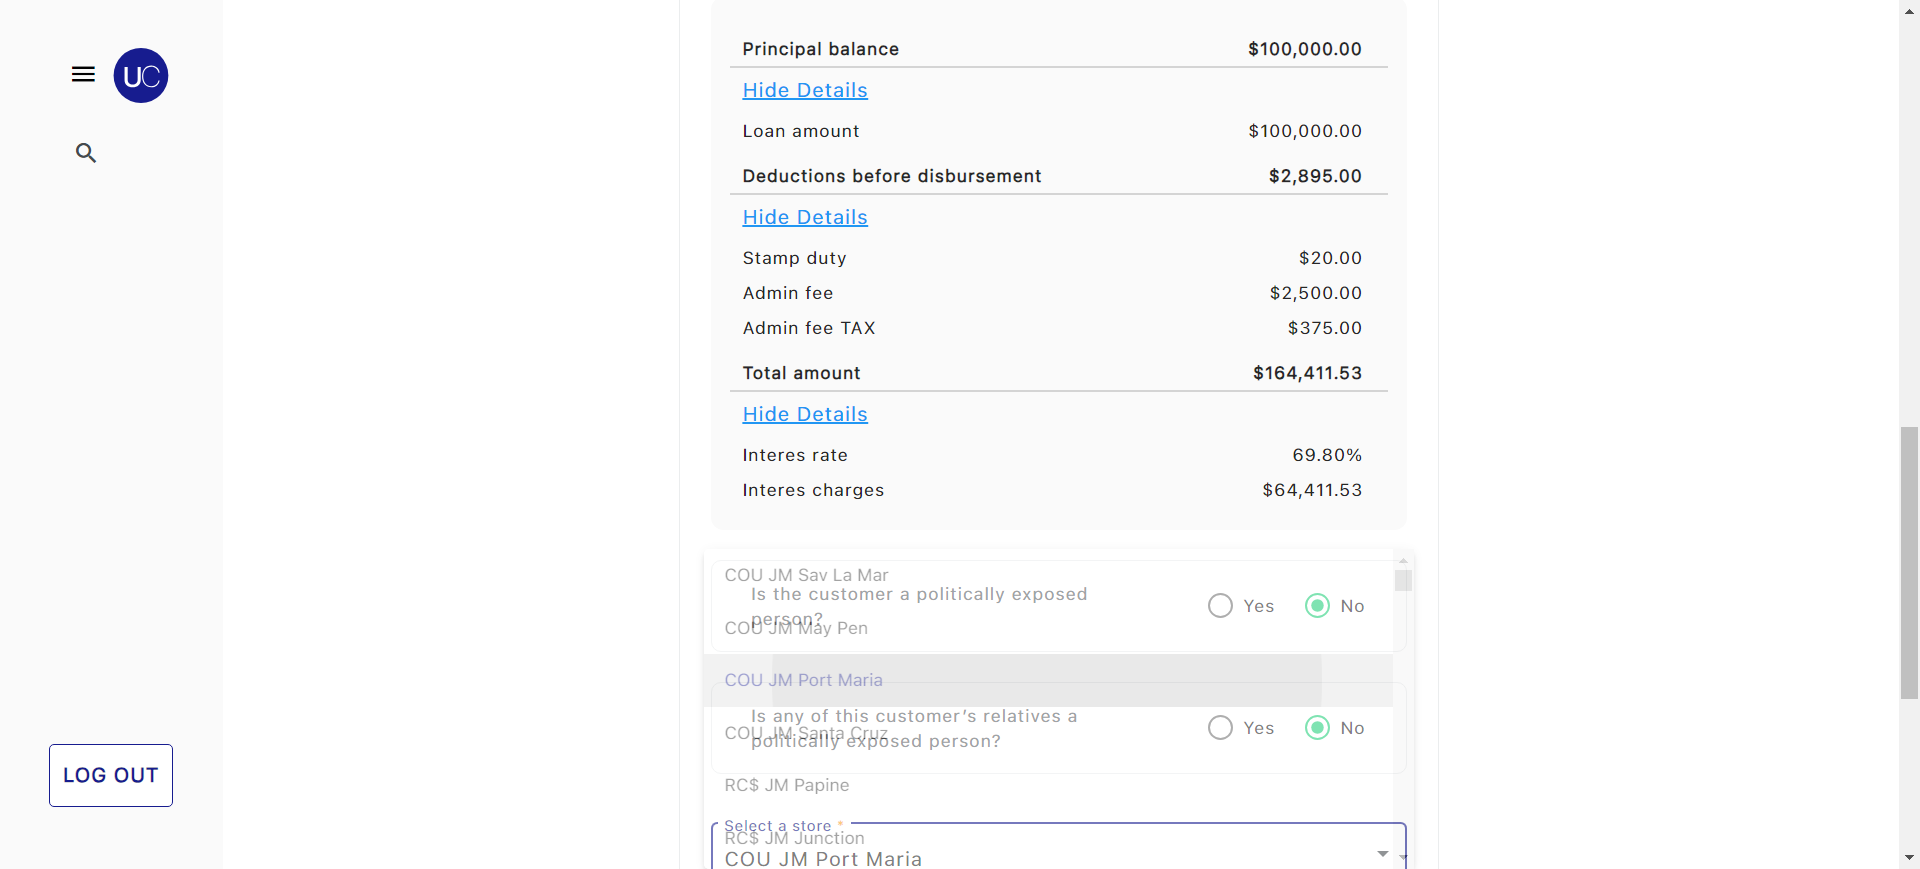 UC
LOG OUT
Principal balance $100,000.00
Hide Details
Loan amount $100,000.00
Deductions before disbursement $2,895.00
Hide Details
Stamp duty $20.00
Admin fee $2,500.00
Admin fee TAX $375.00
Total amount $164,411.53
Hide Details
Interes rate 69.80%
Interes charges $64,411.53
COU JM Sav La Mar
Is the customer a politically exposed
person?
Yes No
COU JM May Pen
COU JM Port Maria
Is any of this customer's relatives a
politically exposed person?
Yes No
COU JM Santa Cruz
RC$ JM Papine
Select a store *
RC$ JM Junction
COU JM Port Maria